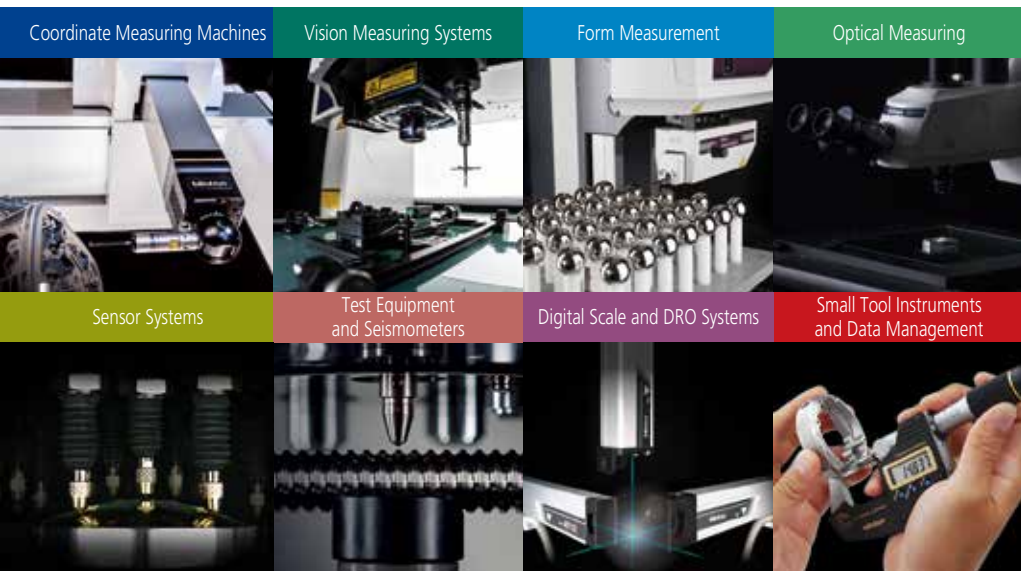 Coordinate Measuring Machines
Vision Measuring Systems
Form Measurement
Optical Measuring
Sensor Systems
Test Equipment
and Seismometers
Digital Scale and DRO Systems
Small Tool Instruments
and Data Management